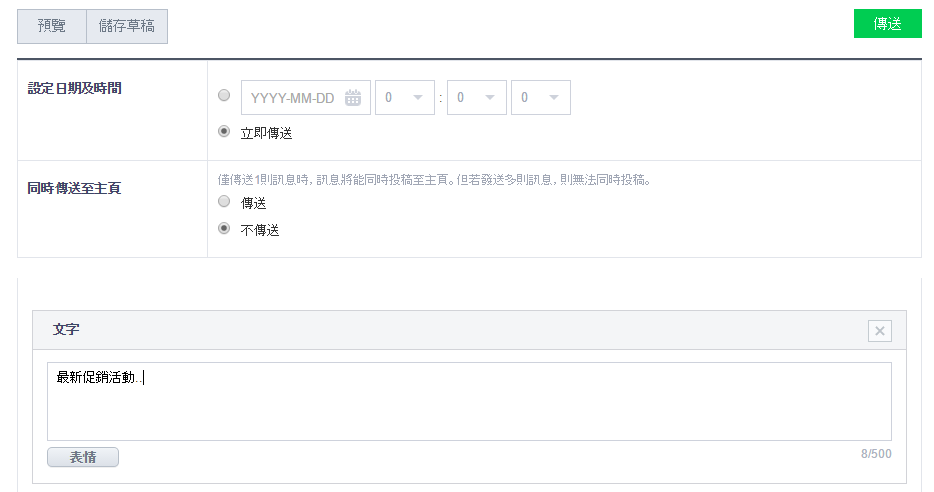 預覽 儲存草稿 傳送
設定日期及時間
YYYY-MM-DD 0 : 0 0
立即傳送
同時傳送至主頁
僅傳送1則訊息時, 訊息將能同時投稿至主頁。但若發送多則訊息, 則無法同時投稿。
傳送
不傳送
文字
最新促銷活動..
表情 8/500